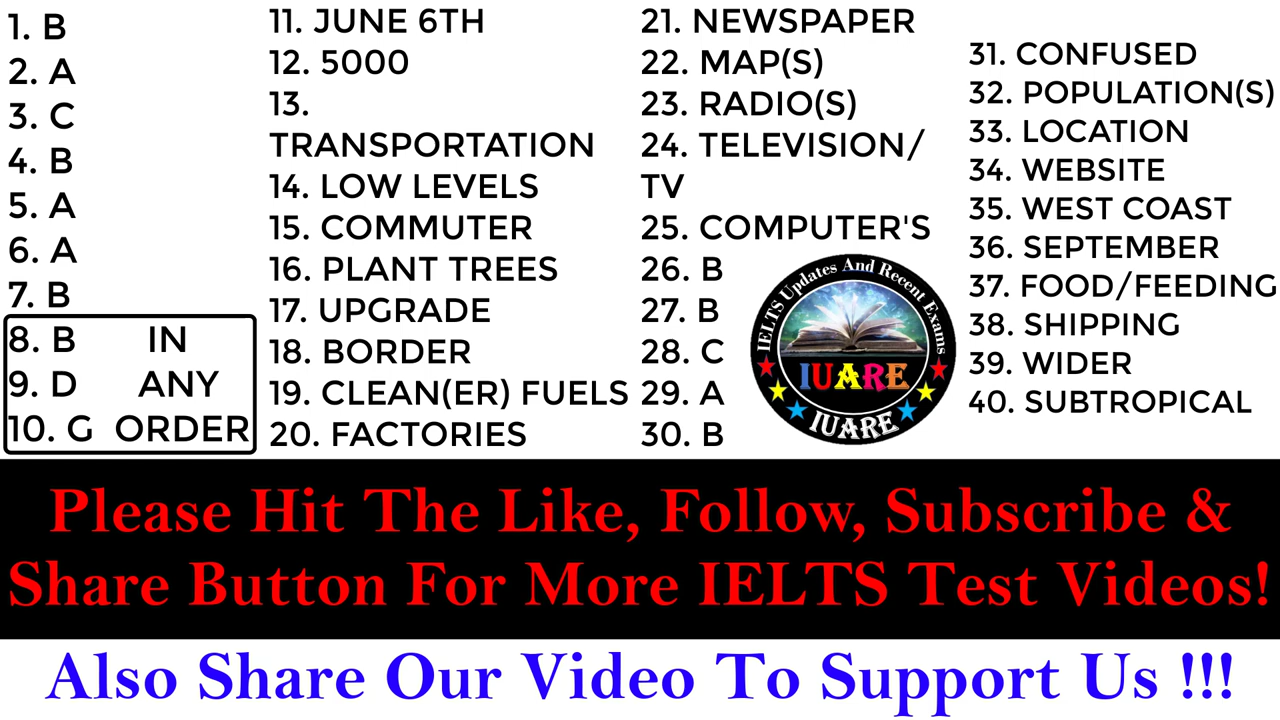 1. B
2. A
3. C
4. B
5. A
6. A
7. B
8. B IN
9. D ANY
10. G ORDER
11. JUNE 6TH
12. 5000
13.
TRANSPORTATION
14. LOW LEVELS
15. COMMUTER
16. PLANT TREES
17. UPGRADE
18. BORDER
19. CLEAN(ER) FUELS
20. FACTORIES
21. NEWSPAPER
22. MAP(S)
23. RADIO(S)
24. TELEVISION/
TV
25. COMPUTER'S
26. B
27. B
28. C
29. A
30. B
IELTS Updates And Recent Exams
IUARE
IUARE
31. CONFUSED
32. POPULATION(S)
33. LOCATION
34. WEBSITE
35. WEST COAST
36. SEPTEMBER
37. FOOD/FEEDING
38. SHIPPING
39. WIDER
40. SUBTROPICAL
Please Hit The Like, Follow, Subscribe &
Share Button For More IELTS Test Videos!
Also Share Our Video To Support Us !!!